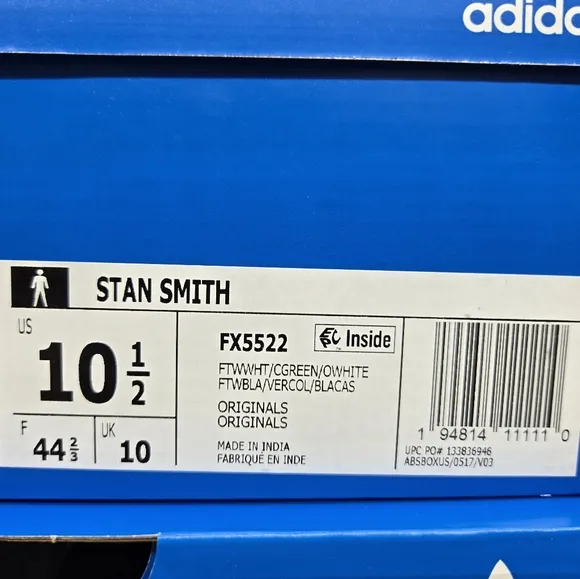 adidas
STAN SMITH
US
10 1/2
F
44 2/3
UK
10
FX5522
Inside
FTWWHT/CGREEN/OWHITE
FTWBLA/VERCOL/BLACAS
ORIGINALS
ORIGINALS
MADE IN INDIA
FABRIQUÉ EN INDE
1 94814 11111 0
UPC PO# 133836946
ABSBOXUS/0517/V03